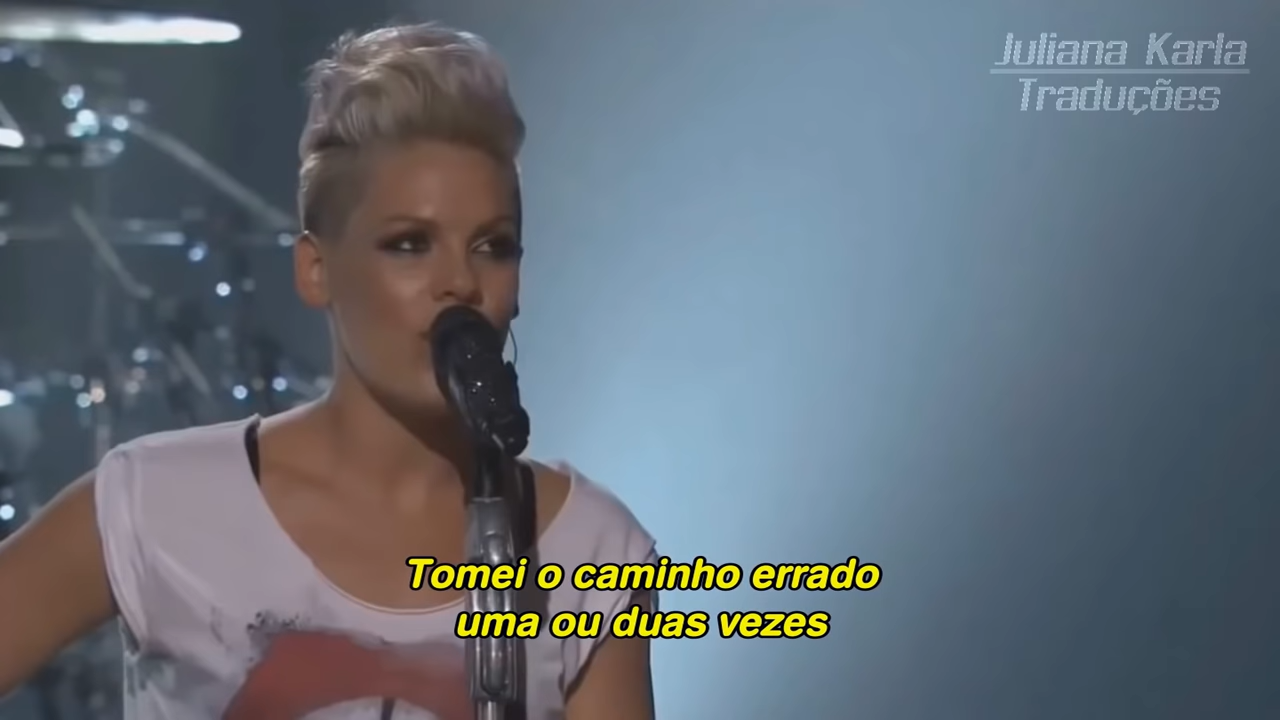 Juliana Karla
Traduções
Tomei o caminho errado
uma ou duas vezes